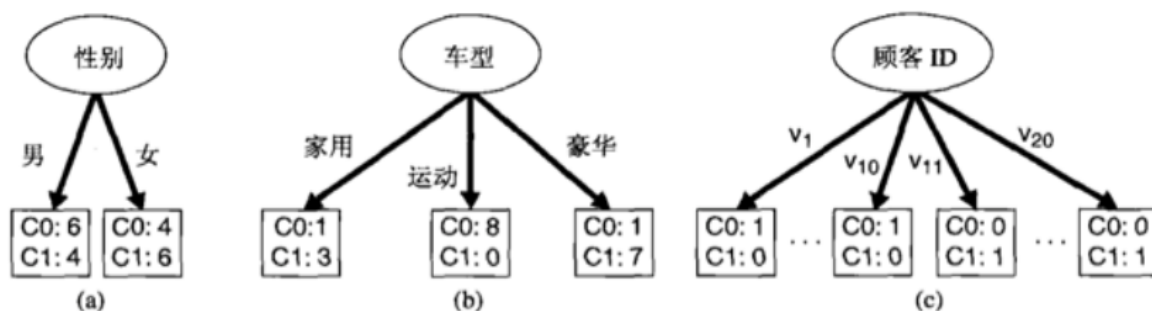 性别
男
女
C0: 6
C1: 4
C0: 4
C1: 6
(a)
车型
家用
运动
豪华
C0:1
C1: 3
C0: 8
C1: 0
C0: 1
C1: 7
(b)
顾客 ID
v1
v10
v11
v20
C0: 1
C1: 0
...
C0: 1
C1: 0
C0: 0
C1: 1
...
C0: 0
C1: 1
(c)